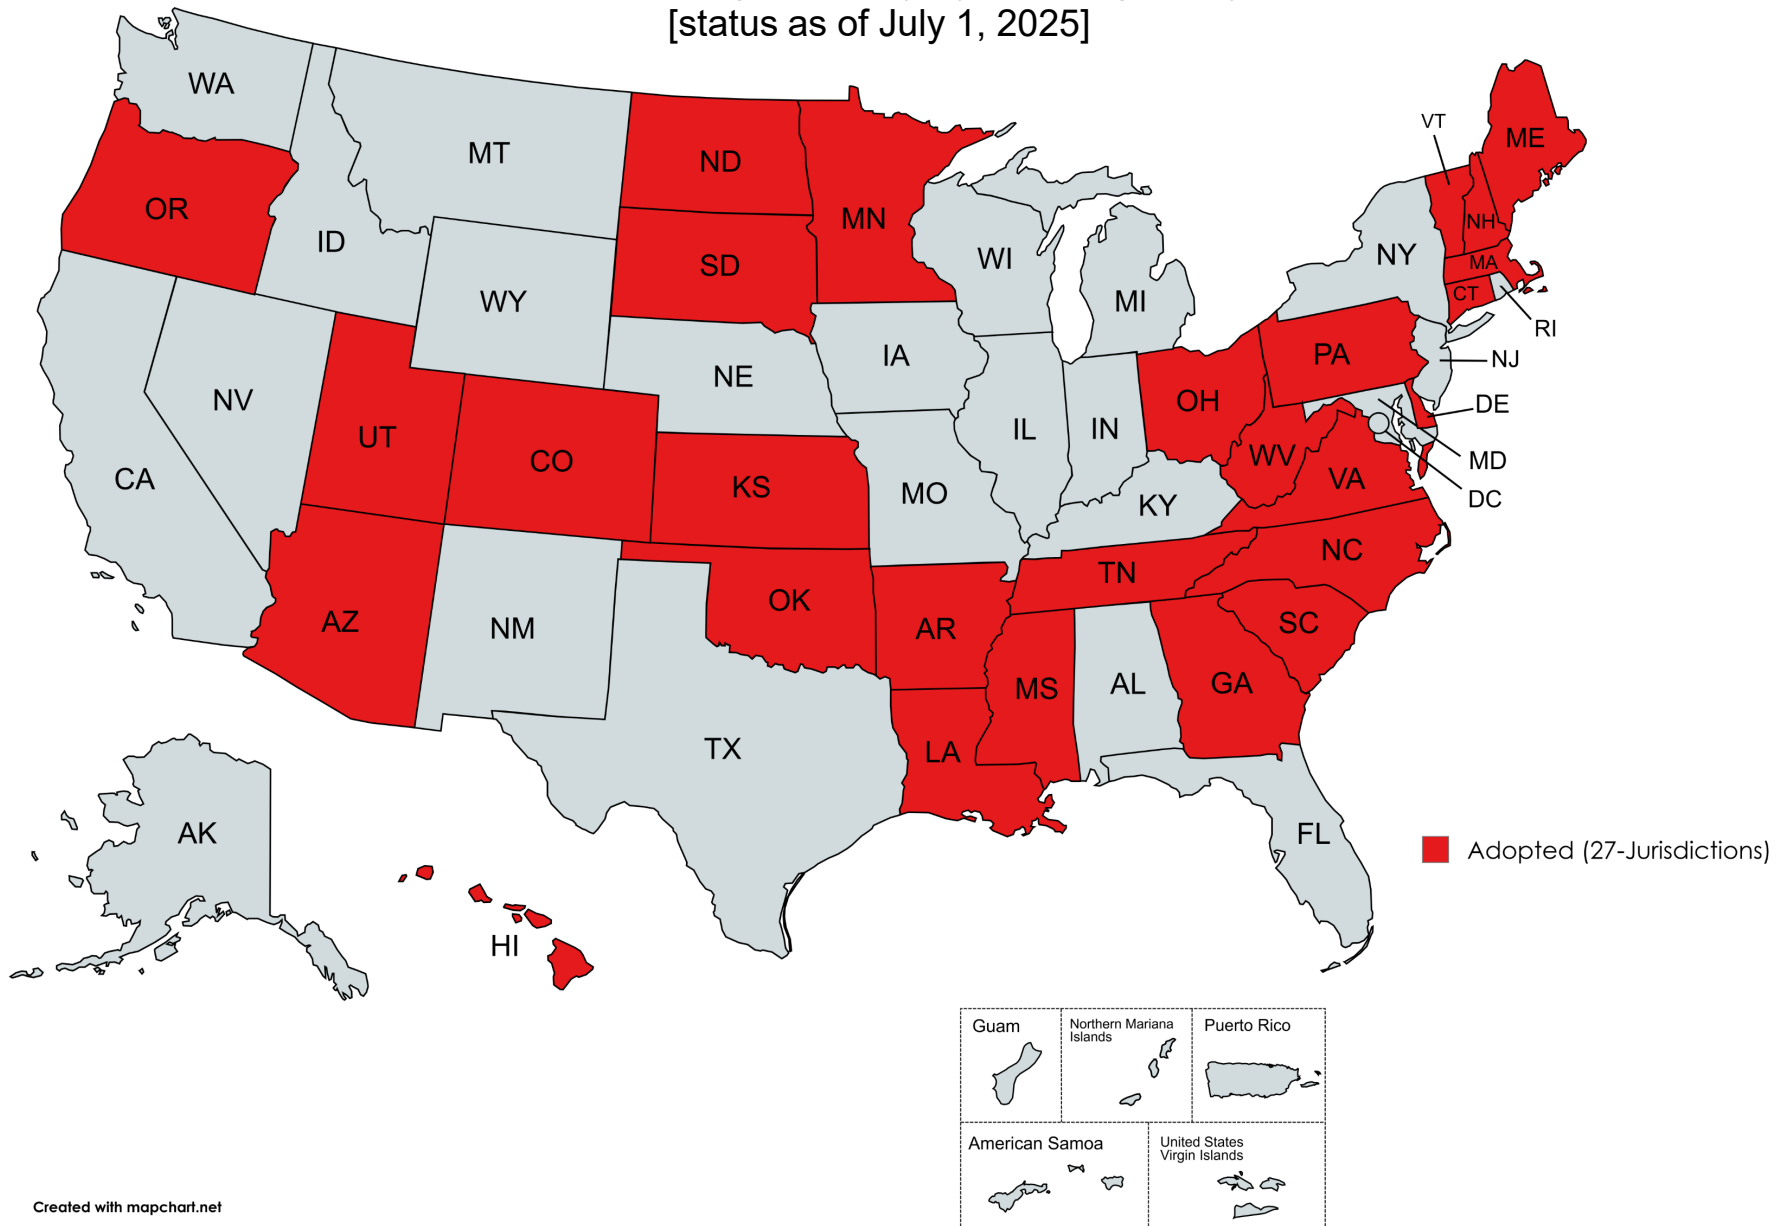 [status as of July 1, 2025]
WA
MT
ND
MN
VT
ME
OR
ID
SD
WI
NH
NY
MA
WY
MI
CT
RI
IA
PA
NJ
NE
NV
OH
DE
UT
CO
IL
IN
MD
CA
KS
MO
WV
VA
DC
KY
NC
TN
AZ
NM
OK
AR
SC
MS
AL
GA
TX
LA
AK
FL
Adopted (27-Jurisdictions)
HI
Guam
Northern Mariana
Islands
Puerto Rico
American Samoa
United States
Virgin Islands
Created with mapchart.net